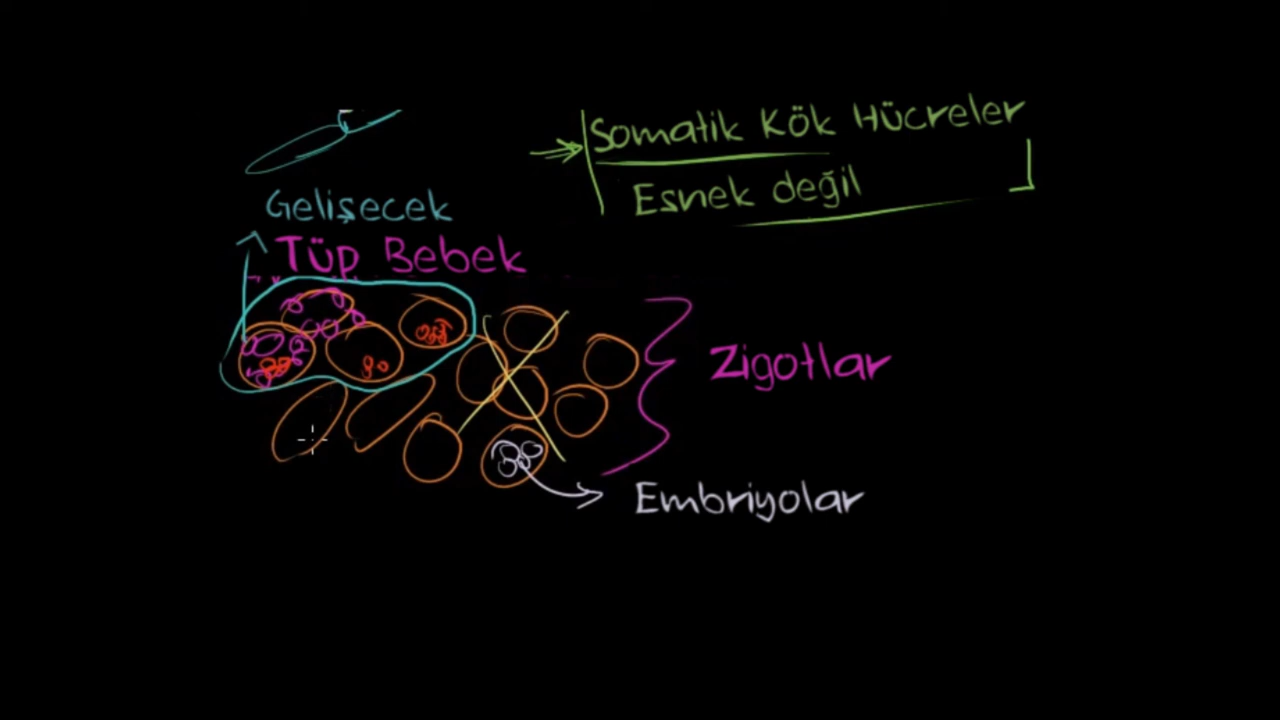 Somatik Kök Hücreler
Esnek değil
Gelişecek
Tüp Bebek
Zigotlar
Embriyolar